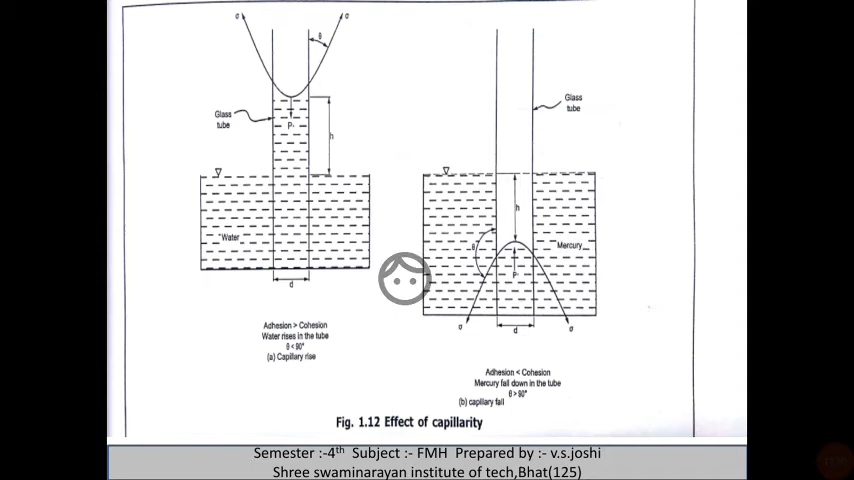 σ
σ
θ
Glass
tube
P
h
Water
d
Adhesion > Cohesion
Water rises in the tube
θ < 90°
(a) Capillary rise
Glass
tube
h
θ
Mercury
P
σ
σ
d
Adhesion < Cohesion
Mercury fall down in the tube
θ > 90°
(b) capillary fall
Fig. 1.12 Effect of capillarity
Semester :-4th Subject :- FMH Prepared by :- v.s.joshi
Shree swaminarayan institute of tech,Bhat(125)